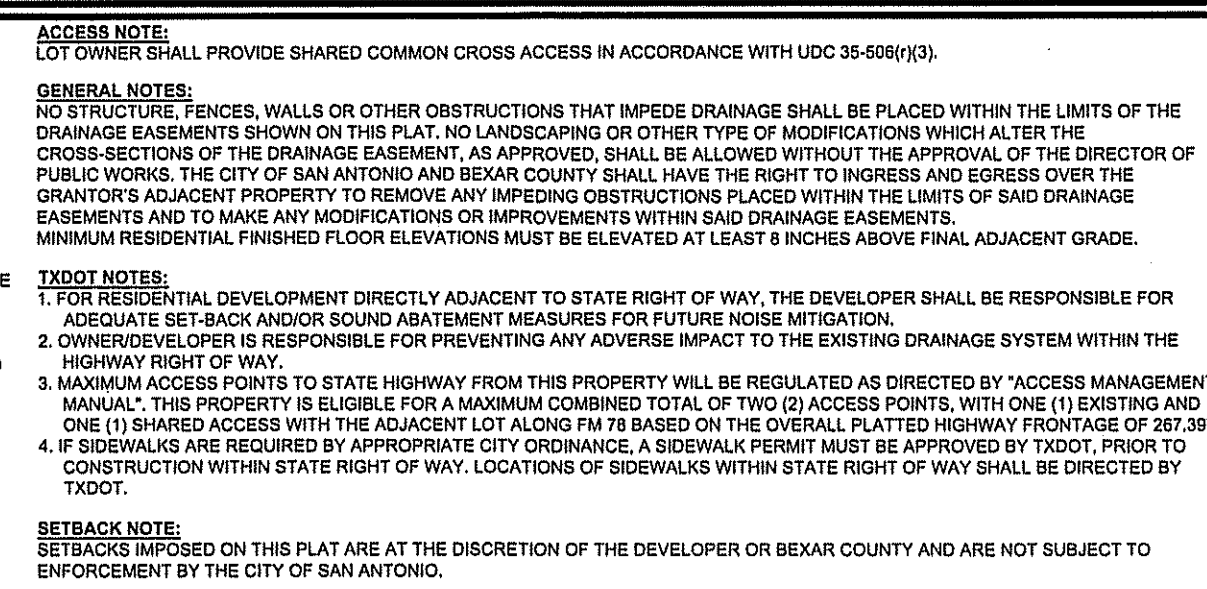 ACCESS NOTE:
LOT OWNER SHALL PROVIDE SHARED COMMON CROSS ACCESS IN ACCORDANCE WITH UDC 35-506(r)(3).
GENERAL NOTES:
NO STRUCTURE, FENCES, WALLS OR OTHER OBSTRUCTIONS THAT IMPEDE DRAINAGE SHALL BE PLACED WITHIN THE LIMITS OF THE
DRAINAGE EASEMENTS SHOWN ON THIS PLAT. NO LANDSCAPING OR OTHER TYPE OF MODIFICATIONS WHICH ALTER THE
CROSS-SECTIONS OF THE DRAINAGE EASEMENT, AS APPROVED, SHALL BE ALLOWED WITHOUT THE APPROVAL OF THE DIRECTOR OF
PUBLIC WORKS. THE CITY OF SAN ANTONIO AND BEXAR COUNTY SHALL HAVE THE RIGHT TO INGRESS AND EGRESS OVER THE
GRANTOR'S ADJACENT PROPERTY TO REMOVE ANY IMPEDING OBSTRUCTIONS PLACED WITHIN THE LIMITS OF SAID DRAINAGE
EASEMENTS AND TO MAKE ANY MODIFICATIONS OR IMPROVEMENTS WITHIN SAID DRAINAGE EASEMENTS.
MINIMUM RESIDENTIAL FINISHED FLOOR ELEVATIONS MUST BE ELEVATED AT LEAST 8 INCHES ABOVE FINAL ADJACENT GRADE.
E TXDOT NOTES:
1. FOR RESIDENTIAL DEVELOPMENT DIRECTLY ADJACENT TO STATE RIGHT OF WAY, THE DEVELOPER SHALL BE RESPONSIBLE FOR
ADEQUATE SET-BACK AND/OR SOUND ABATEMENT MEASURES FOR FUTURE NOISE MITIGATION.
2. OWNER/DEVELOPER IS RESPONSIBLE FOR PREVENTING ANY ADVERSE IMPACT TO THE EXISTING DRAINAGE SYSTEM WITHIN THE
HIGHWAY RIGHT OF WAY.
3. MAXIMUM ACCESS POINTS TO STATE HIGHWAY FROM THIS PROPERTY WILL BE REGULATED AS DIRECTED BY "ACCESS MANAGEMENT
MANUAL". THIS PROPERTY IS ELIGIBLE FOR A MAXIMUM COMBINED TOTAL OF TWO (2) ACCESS POINTS, WITH ONE (1) EXISTING AND
ONE (1) SHARED ACCESS WITH THE ADJACENT LOT ALONG FM 78 BASED ON THE OVERALL PLATTED HIGHWAY FRONTAGE OF 267.39'
4. IF SIDEWALKS ARE REQUIRED BY APPROPRIATE CITY ORDINANCE, A SIDEWALK PERMIT MUST BE APPROVED BY TXDOT, PRIOR TO
CONSTRUCTION WITHIN STATE RIGHT OF WAY. LOCATIONS OF SIDEWALKS WITHIN STATE RIGHT OF WAY SHALL BE DIRECTED BY
TXDOT.
SETBACK NOTE:
SETBACKS IMPOSED ON THIS PLAT ARE AT THE DISCRETION OF THE DEVELOPER OR BEXAR COUNTY AND ARE NOT SUBJECT TO
ENFORCEMENT BY THE CITY OF SAN ANTONIO.